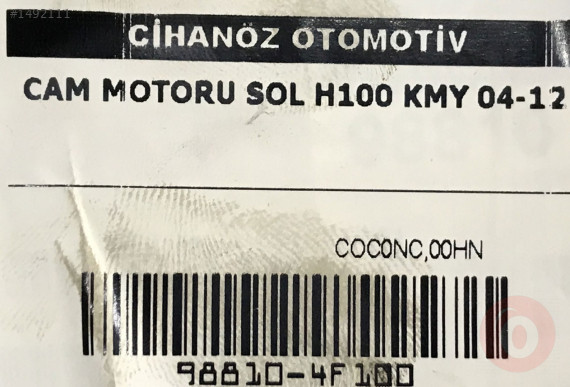 #1492111
CİHANÖZ OTOMOTİV
CAM MOTORU SOL H100 KMY 04-12
COC0NC,00HN
98810-4F100